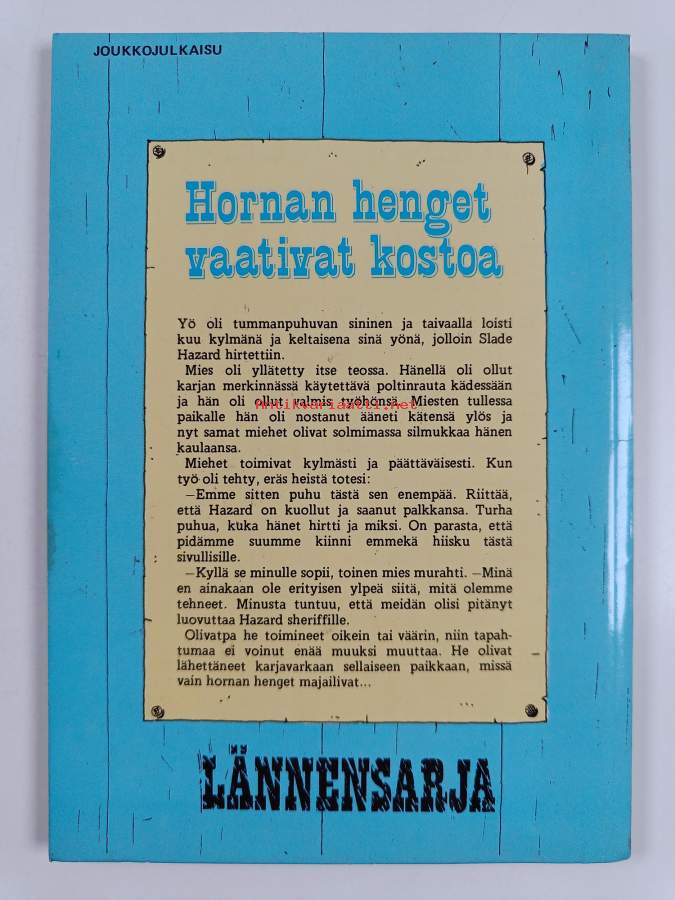 JOUKKOJULKAISU
Hornan henget
vaativat kostoa
Yö oli tummanpuhuvan sininen ja taivaalla loisti
kuu kylmänä ja keltaisena sinä yönä, jolloin Slade
Hazard hirtettiin.
Mies oli yllätetty itse teossa. Hänellä oli ollut
karjan merkinnässä käytettävä poltinrauta kädessään
ja hän oli ollut valmis työhönsä. Miesten tullessa
Antikvariaatti.net
paikalle hän oli nostanut ääneti kätensä ylös ja
nyt samat miehet olivat solmimassa silmukkaa hänen
kaulaansa.
Miehet toimivat kylmästi ja päättäväisesti. Kun
työ oli tehty, eräs heistä totesi:
—Emme sitten puhu tästä sen enempää. Riittää,
että Hazard on kuollut ja saanut palkkansa. Turha
puhua, kuka hänet hirtti ja miksi. On parasta, että
pidämme suumme kiinni emmekä hiisku tästä
sivullisille.
—Kyllä se minulle sopii, toinen mies murahti. —Minä
en ainakaan ole erityisen ylpeä siitä, mitä olemme
tehneet. Minusta tuntuu, että meidän olisi pitänyt
luovuttaa Hazard sheriffille.
Olivatpa he toimineet oikein tai väärin, niin tapah-
tumaa ei voinut enää muuksi muuttaa. He olivat
lähettäneet karjavarkaan sellaiseen paikkaan, missä
vain hornan henget majailivat...
LÄNNENSARJA